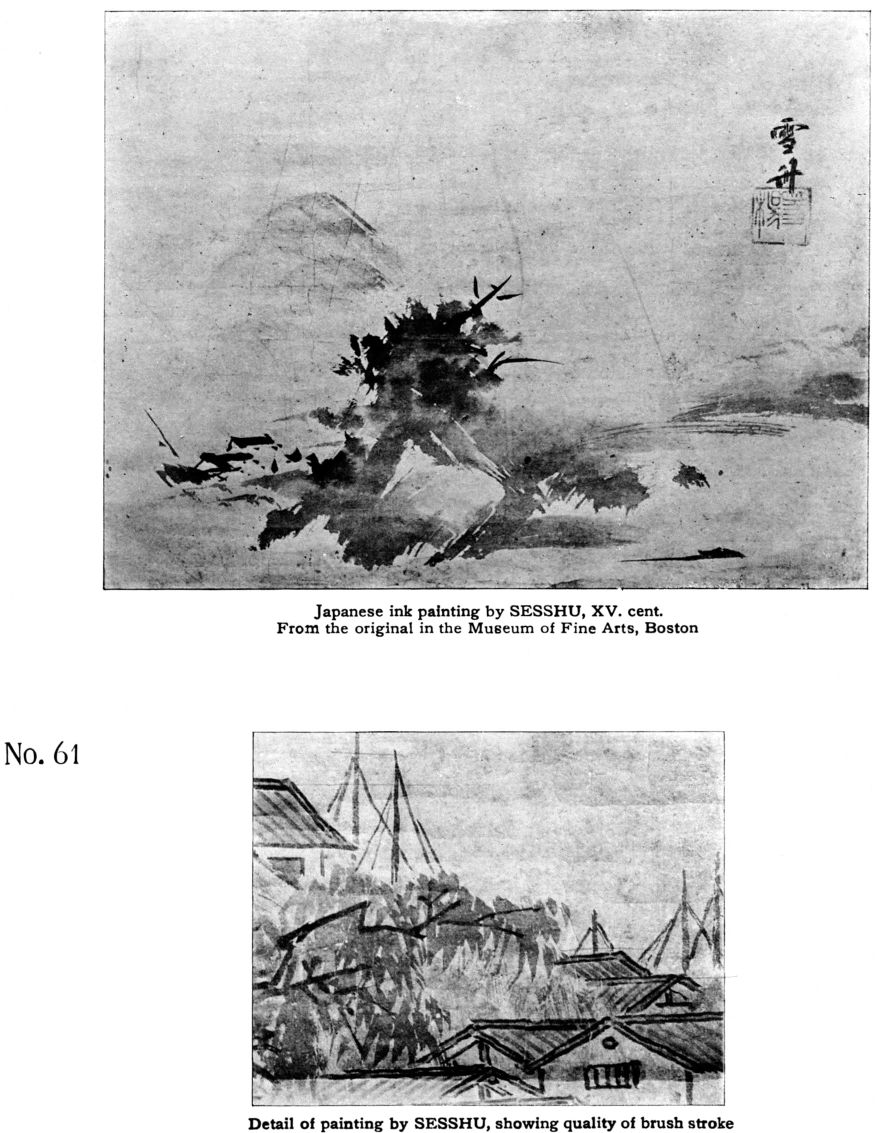 雪舟
Japanese ink painting by SESSHU, XV. cent.
From the original in the Museum of Fine Arts, Boston
No. 61
Detail of painting by SESSHU, showing quality of brush stroke